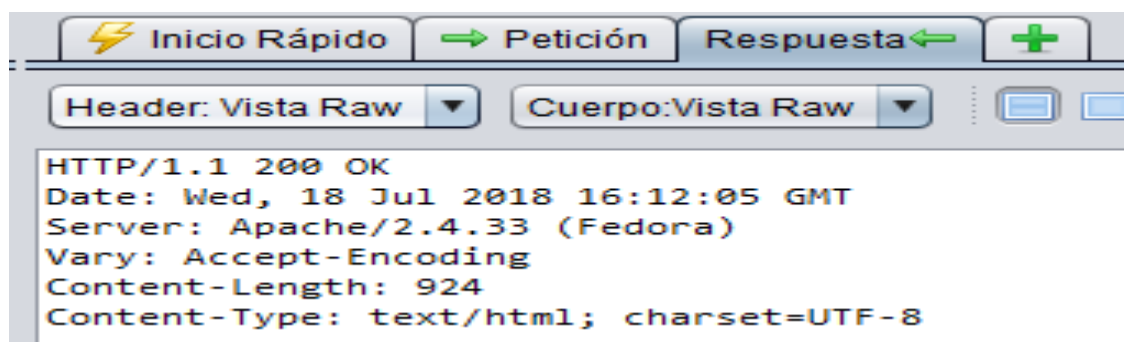 Inicio Rápido Petición Respuesta
Header: Vista Raw Cuerpo:Vista Raw
HTTP/1.1 200 OK
Date: Wed, 18 Jul 2018 16:12:05 GMT
Server: Apache/2.4.33 (Fedora)
Vary: Accept-Encoding
Content-Length: 924
Content-Type: text/html; charset=UTF-8